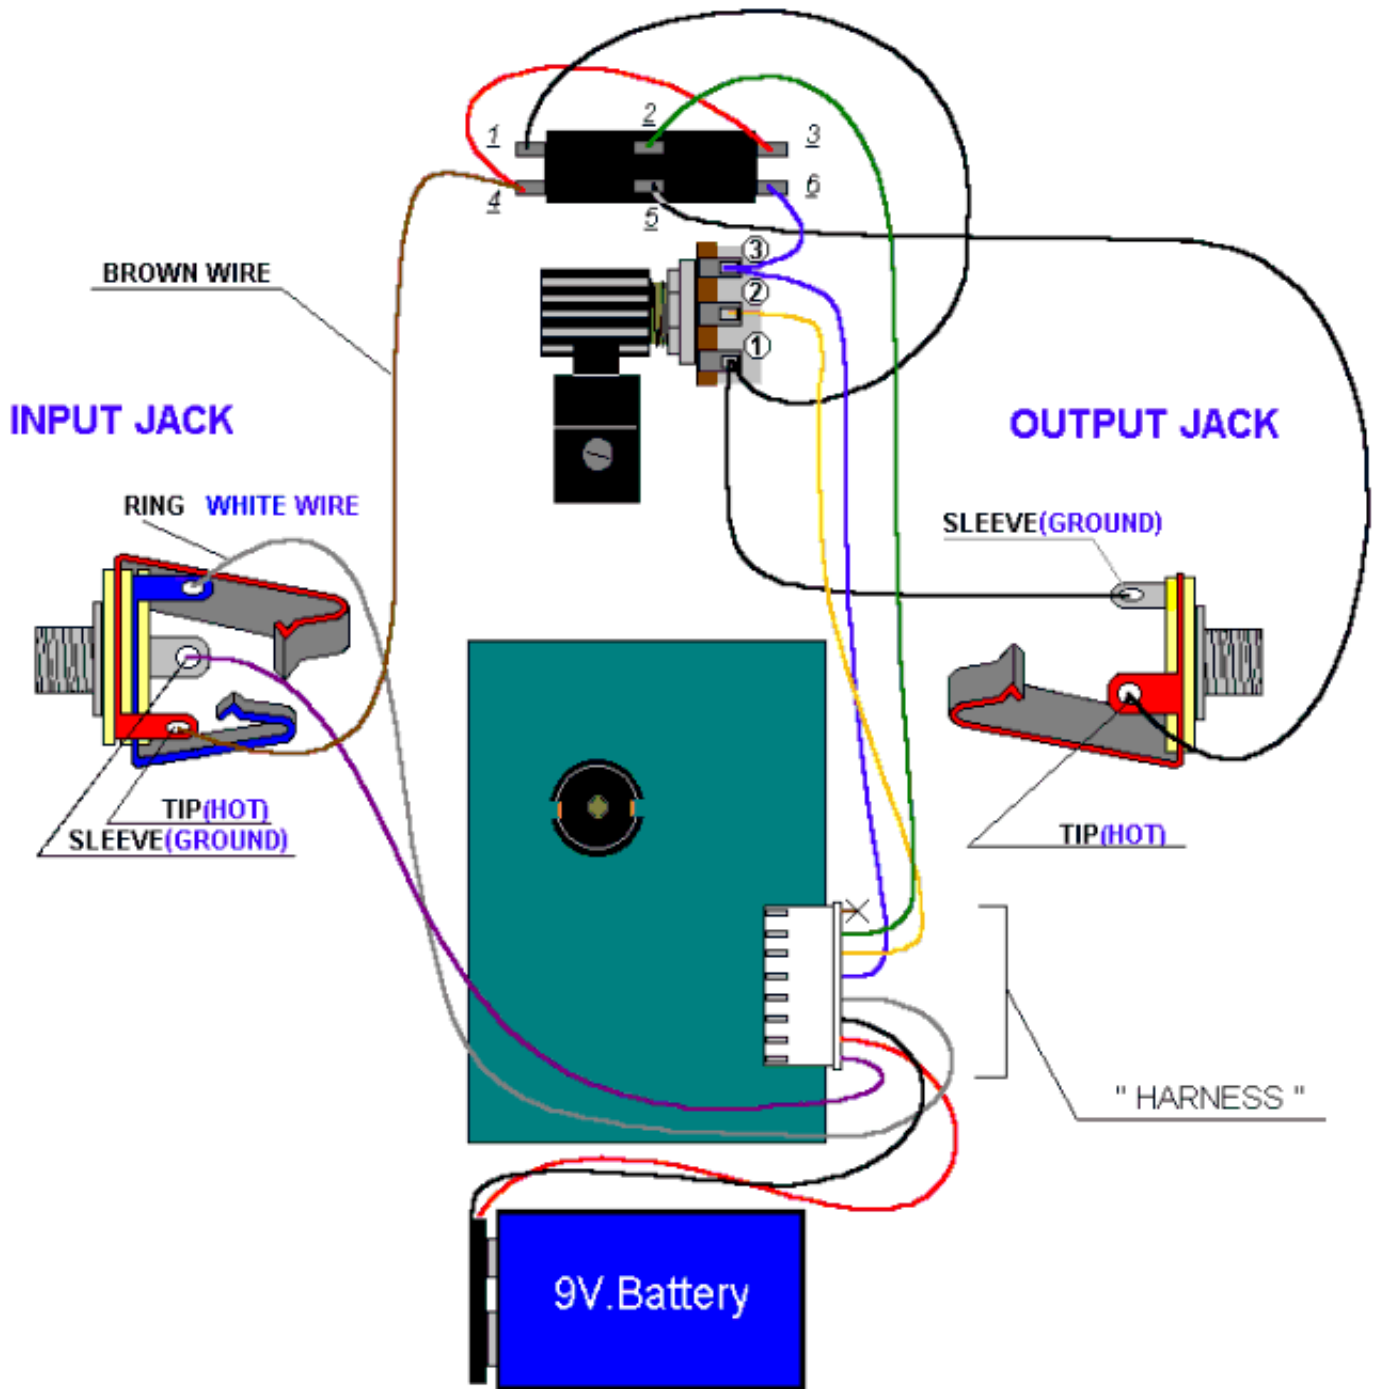 1
2
3
4
5
6
③
②
①
BROWN WIRE
INPUT JACK
OUTPUT JACK
RING WHITE WIRE
SLEEVE(GROUND)
TIP(HOT)
SLEEVE(GROUND)
TIP(HOT)
" HARNESS "
9V.Battery